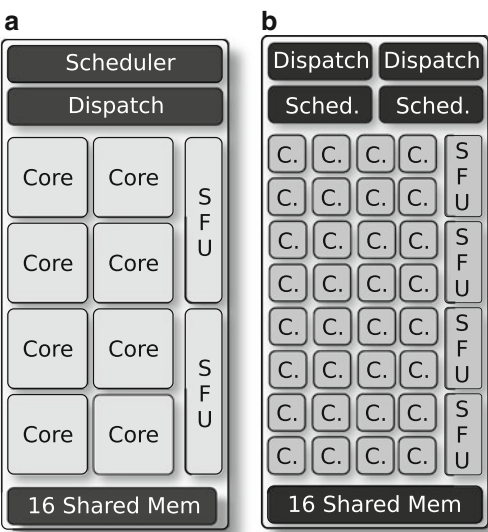 a
Scheduler
Dispatch
Core Core
S
F
U
Core Core
Core Core
S
F
U
Core Core
16 Shared Mem
b
Dispatch Dispatch
Sched. Sched.
C. C. C. C.
C. C. C. C.
S
F
U
C. C. C. C.
C. C. C. C.
S
F
U
C. C. C. C.
C. C. C. C.
S
F
U
C. C. C. C.
C. C. C. C.
S
F
U
16 Shared Mem